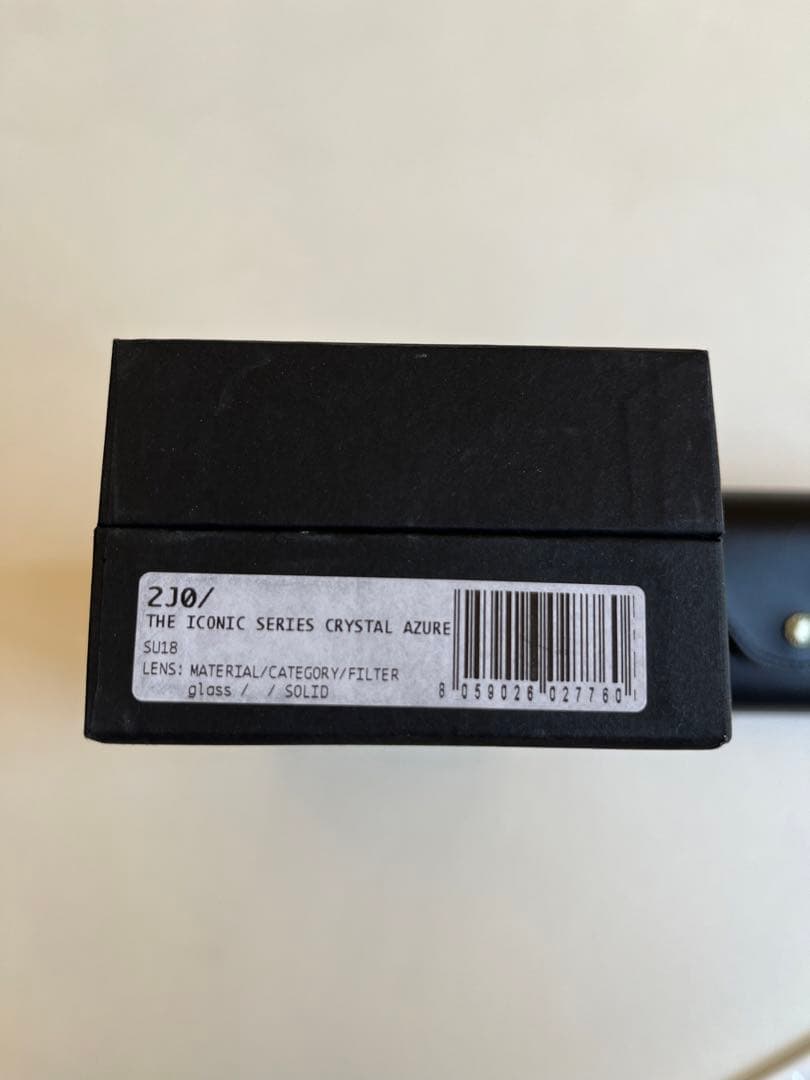 2J0/
THE ICONIC SERIES CRYSTAL AZURE
SU18
LENS: MATERIAL/CATEGORY/FILTER
glass / / SOLID
8 059026 027760